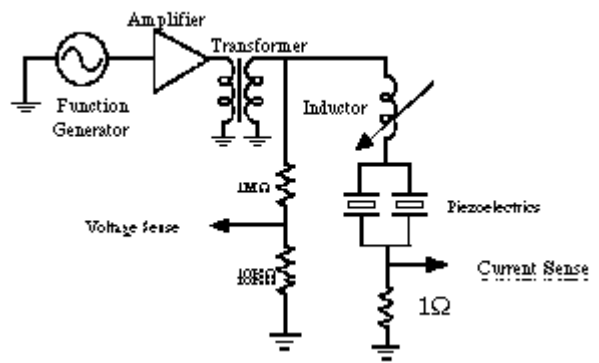 Amplifier
Transformer
Function
Generator
Inductor
1MΩ
Voltage Sense
Piezoelectrics
Current Sense
1Ω